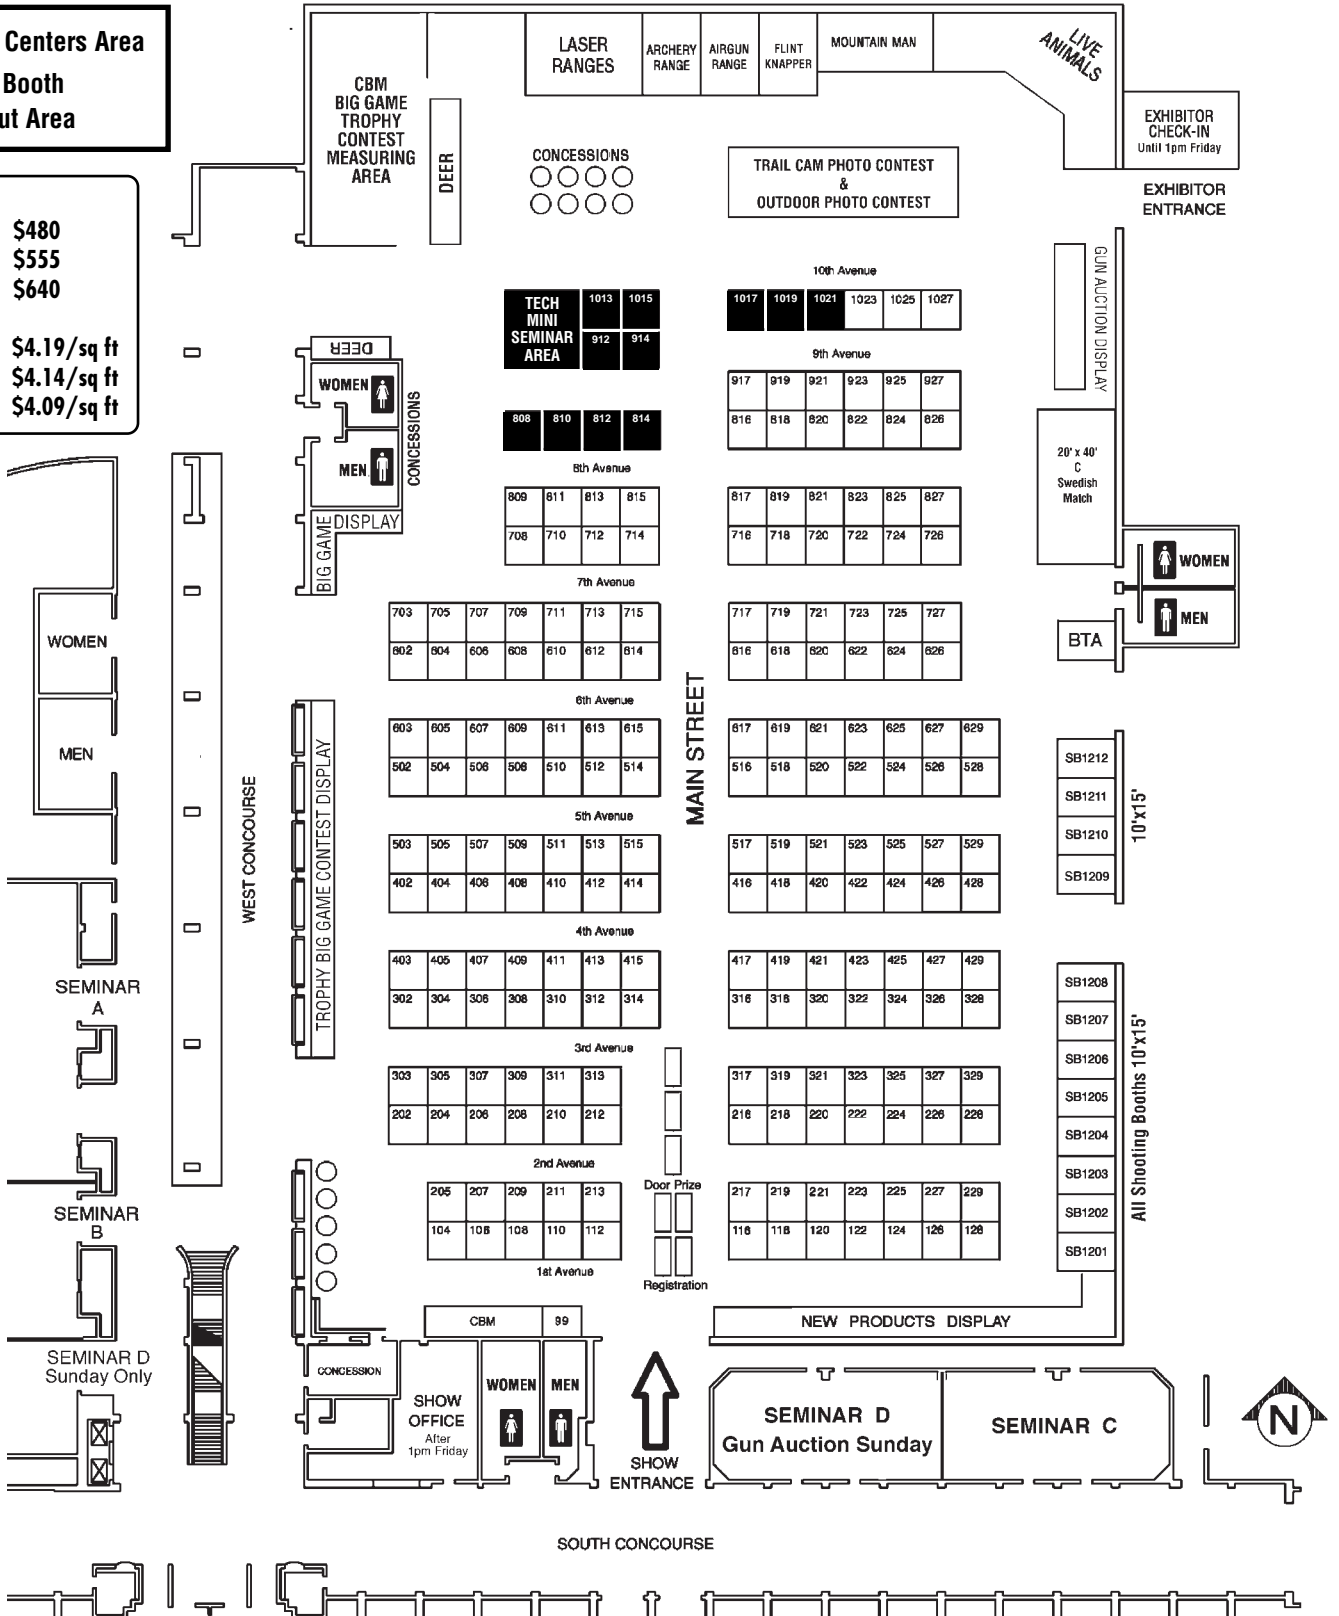 Centers Area
Booth
ut Area
$480
$555
$640
$4.19/sq ft
$4.14/sq ft
$4.09/sq ft
CBM
BIG GAME
TROPHY
CONTEST
MEASURING
AREA
DEER
LASER
RANGES
ARCHERY
RANGE
AIRGUN
RANGE
FLINT
KNAPPER
MOUNTAIN MAN
LIVE
ANIMALS
EXHIBITOR
CHECK-IN
Until 1pm Friday
EXHIBITOR
ENTRANCE
CONCESSIONS
TRAIL CAM PHOTO CONTEST
&
OUTDOOR PHOTO CONTEST
GUN AUCTION DISPLAY
10th Avenue
TECH
MINI
SEMINAR
AREA
1013 1015
912 914
1017 1019 1021 1023 1025 1027
9th Avenue
917 919 921 923 925 927
816 818 820 822 824 826
808 810 812 814
8th Avenue
809 811 813 815
708 710 712 714
817 819 821 823 825 827
716 718 720 722 724 726
7th Avenue
703 705 707 709 711 713 715
602 604 606 608 610 612 614
717 719 721 723 725 727
616 618 620 622 624 626
6th Avenue
603 605 607 609 611 613 615
502 504 506 508 510 512 514
617 619 621 623 625 627 629
516 518 520 522 524 526 528
5th Avenue
503 505 507 509 511 513 515
402 404 406 408 410 412 414
517 519 521 523 525 527 529
416 418 420 422 424 426 428
4th Avenue
403 405 407 409 411 413 415
302 304 306 308 310 312 314
417 419 421 423 425 427 429
316 318 320 322 324 326 328
3rd Avenue
303 305 307 309 311 313
202 204 206 208 210 212
317 319 321 323 325 327 329
216 218 220 222 224 226 228
2nd Avenue
205 207 209 211 213
104 106 108 110 112
217 219 221 223 225 227 229
116 118 120 122 124 126 128
1st Avenue
MAIN STREET
Door Prize
Registration
DEER
WOMEN
MEN
CONCESSIONS
BIG GAME
DISPLAY
20' x 40'
C
Swedish
Match
WOMEN
MEN
BTA
SB1212
SB1211
SB1210
SB1209
10'x15'
SB1208
SB1207
SB1206
SB1205
SB1204
SB1203
SB1202
SB1201
All Shooting Booths 10'x15'
WOMEN
MEN
WEST CONCOURSE
TROPHY BIG GAME CONTEST DISPLAY
SEMINAR
A
SEMINAR
B
SEMINAR D
Sunday Only
CBM
99
NEW PRODUCTS DISPLAY
CONCESSION
SHOW
OFFICE
After
1pm Friday
WOMEN
MEN
SHOW
ENTRANCE
SEMINAR D
Gun Auction Sunday
SEMINAR C
N
SOUTH CONCOURSE